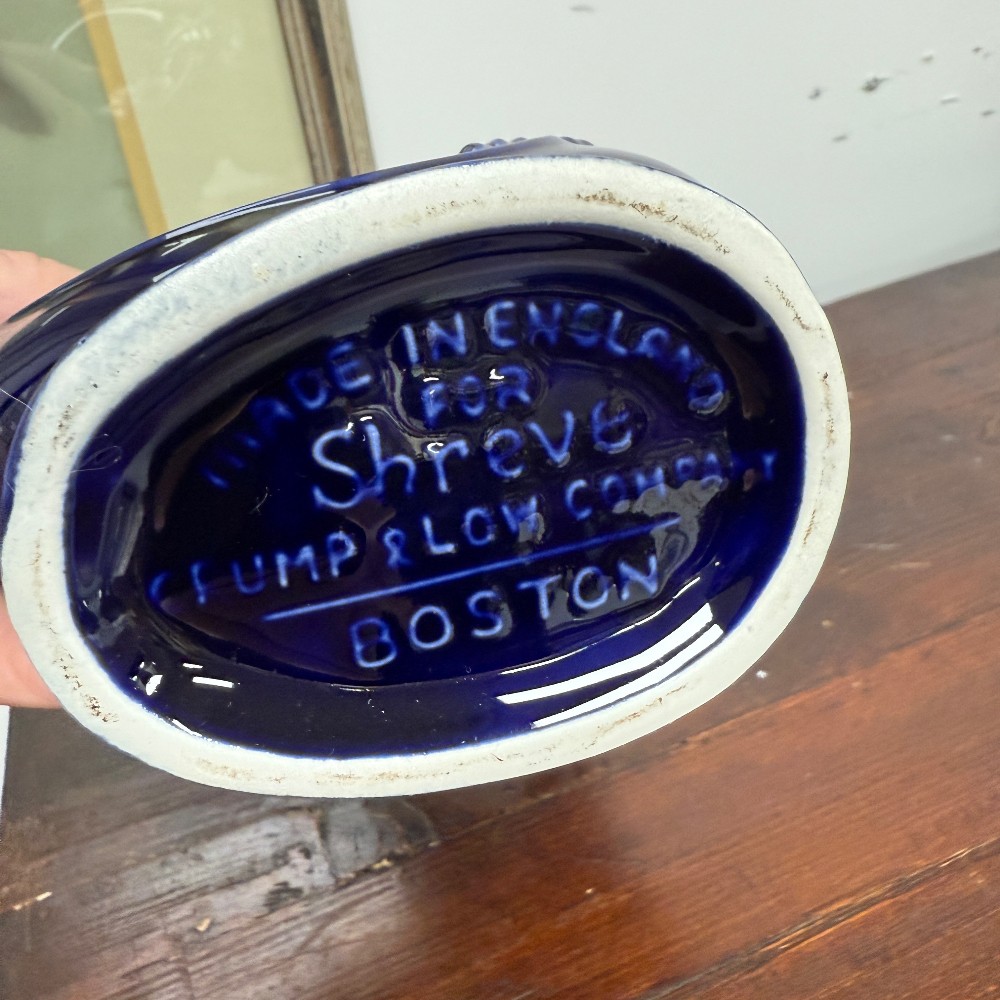 MADE IN ENGLAND
FOR
Shreve
CRUMP & LOW COMPANY
BOSTON